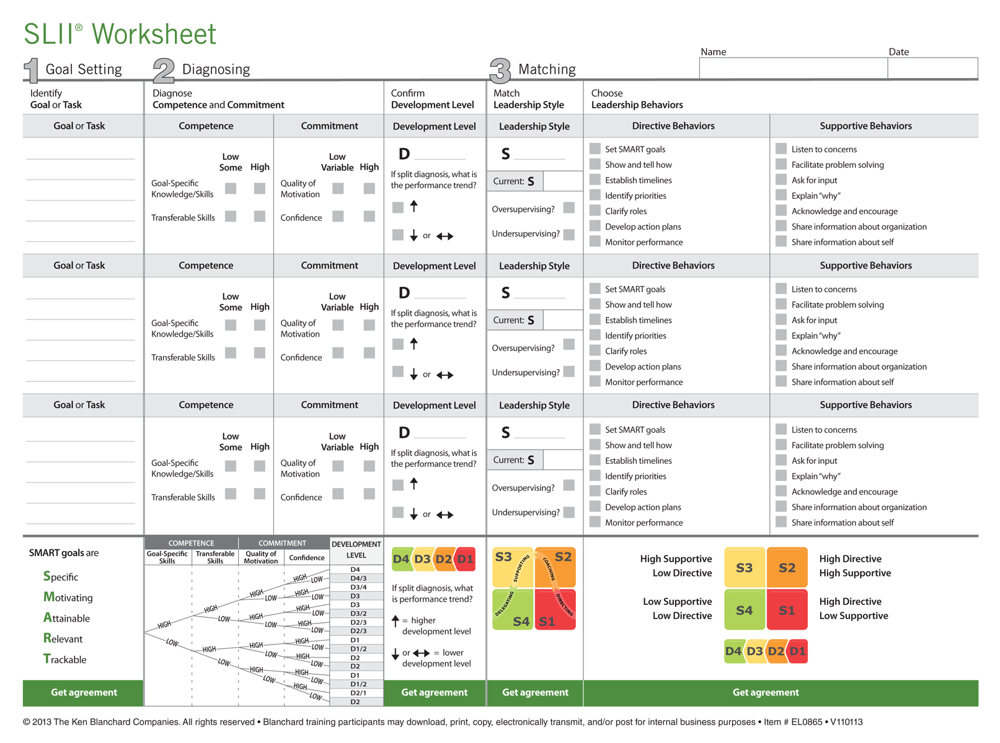 SLII® Worksheet
Name
Date
1 Goal Setting
2 Diagnosing
3 Matching
Identify
Goal or Task
Diagnose
Competence and Commitment
Confirm
Development Level
Match
Leadership Style
Choose
Leadership Behaviors
Goal or Task
Competence
Commitment
Development Level
Leadership Style
Directive Behaviors
Supportive Behaviors
Low
Some
High
Goal-Specific
Knowledge/Skills
Transferable Skills
Low
Variable
High
Quality of
Motivation
Confidence
D
If split diagnosis, what is
the performance trend?
↑
↓ or ↔
S
Current: S
Oversupervising?
Undersupervising?
Set SMART goals
Show and tell how
Establish timelines
Identify priorities
Clarify roles
Develop action plans
Monitor performance
Listen to concerns
Facilitate problem solving
Ask for input
Explain “why”
Acknowledge and encourage
Share information about organization
Share information about self
Goal or Task
Competence
Commitment
Development Level
Leadership Style
Directive Behaviors
Supportive Behaviors
Low
Some
High
Goal-Specific
Knowledge/Skills
Transferable Skills
Low
Variable
High
Quality of
Motivation
Confidence
D
If split diagnosis, what is
the performance trend?
↑
↓ or ↔
S
Current: S
Oversupervising?
Undersupervising?
Set SMART goals
Show and tell how
Establish timelines
Identify priorities
Clarify roles
Develop action plans
Monitor performance
Listen to concerns
Facilitate problem solving
Ask for input
Explain “why”
Acknowledge and encourage
Share information about organization
Share information about self
Goal or Task
Competence
Commitment
Development Level
Leadership Style
Directive Behaviors
Supportive Behaviors
Low
Some
High
Goal-Specific
Knowledge/Skills
Transferable Skills
Low
Variable
High
Quality of
Motivation
Confidence
D
If split diagnosis, what is
the performance trend?
↑
↓ or ↔
S
Current: S
Oversupervising?
Undersupervising?
Set SMART goals
Show and tell how
Establish timelines
Identify priorities
Clarify roles
Develop action plans
Monitor performance
Listen to concerns
Facilitate problem solving
Ask for input
Explain “why”
Acknowledge and encourage
Share information about organization
Share information about self
SMART goals are
Specific
Motivating
Attainable
Relevant
Trackable
Get agreement
COMPETENCE
COMMITMENT
DEVELOPMENT
LEVEL
Goal-Specific
Skills
Transferable
Skills
Quality of
Motivation
Confidence
HIGH
LOW
HIGH
LOW
HIGH
LOW
HIGH
LOW
HIGH
LOW
HIGH
LOW
HIGH
LOW
HIGH
LOW
HIGH
LOW
HIGH
LOW
HIGH
LOW
HIGH
LOW
HIGH
LOW
HIGH
LOW
HIGH
LOW
D4
D4/3
D3/4
D3
D3
D3/2
D2/3
D2/3
D1
D1/2
D2
D2
D1
D1/2
D2/1
D2
D4 D3 D2 D1
If split diagnosis, what
is performance trend?
↑ = higher
development level
↓ or ↔ = lower
development level
Get agreement
S3
S2
S4
S1
DELEGATING
SUPPORTING
COACHING
DIRECTING
Get agreement
High Supportive
Low Directive
S3
S2
High Directive
High Supportive
Low Supportive
Low Directive
S4
S1
High Directive
Low Supportive
D4 D3 D2 D1
Get agreement
© 2013 The Ken Blanchard Companies. All rights reserved • Blanchard training participants may download, print, copy, electronically transmit, and/or post for internal business purposes • Item # EL0865 • V110113